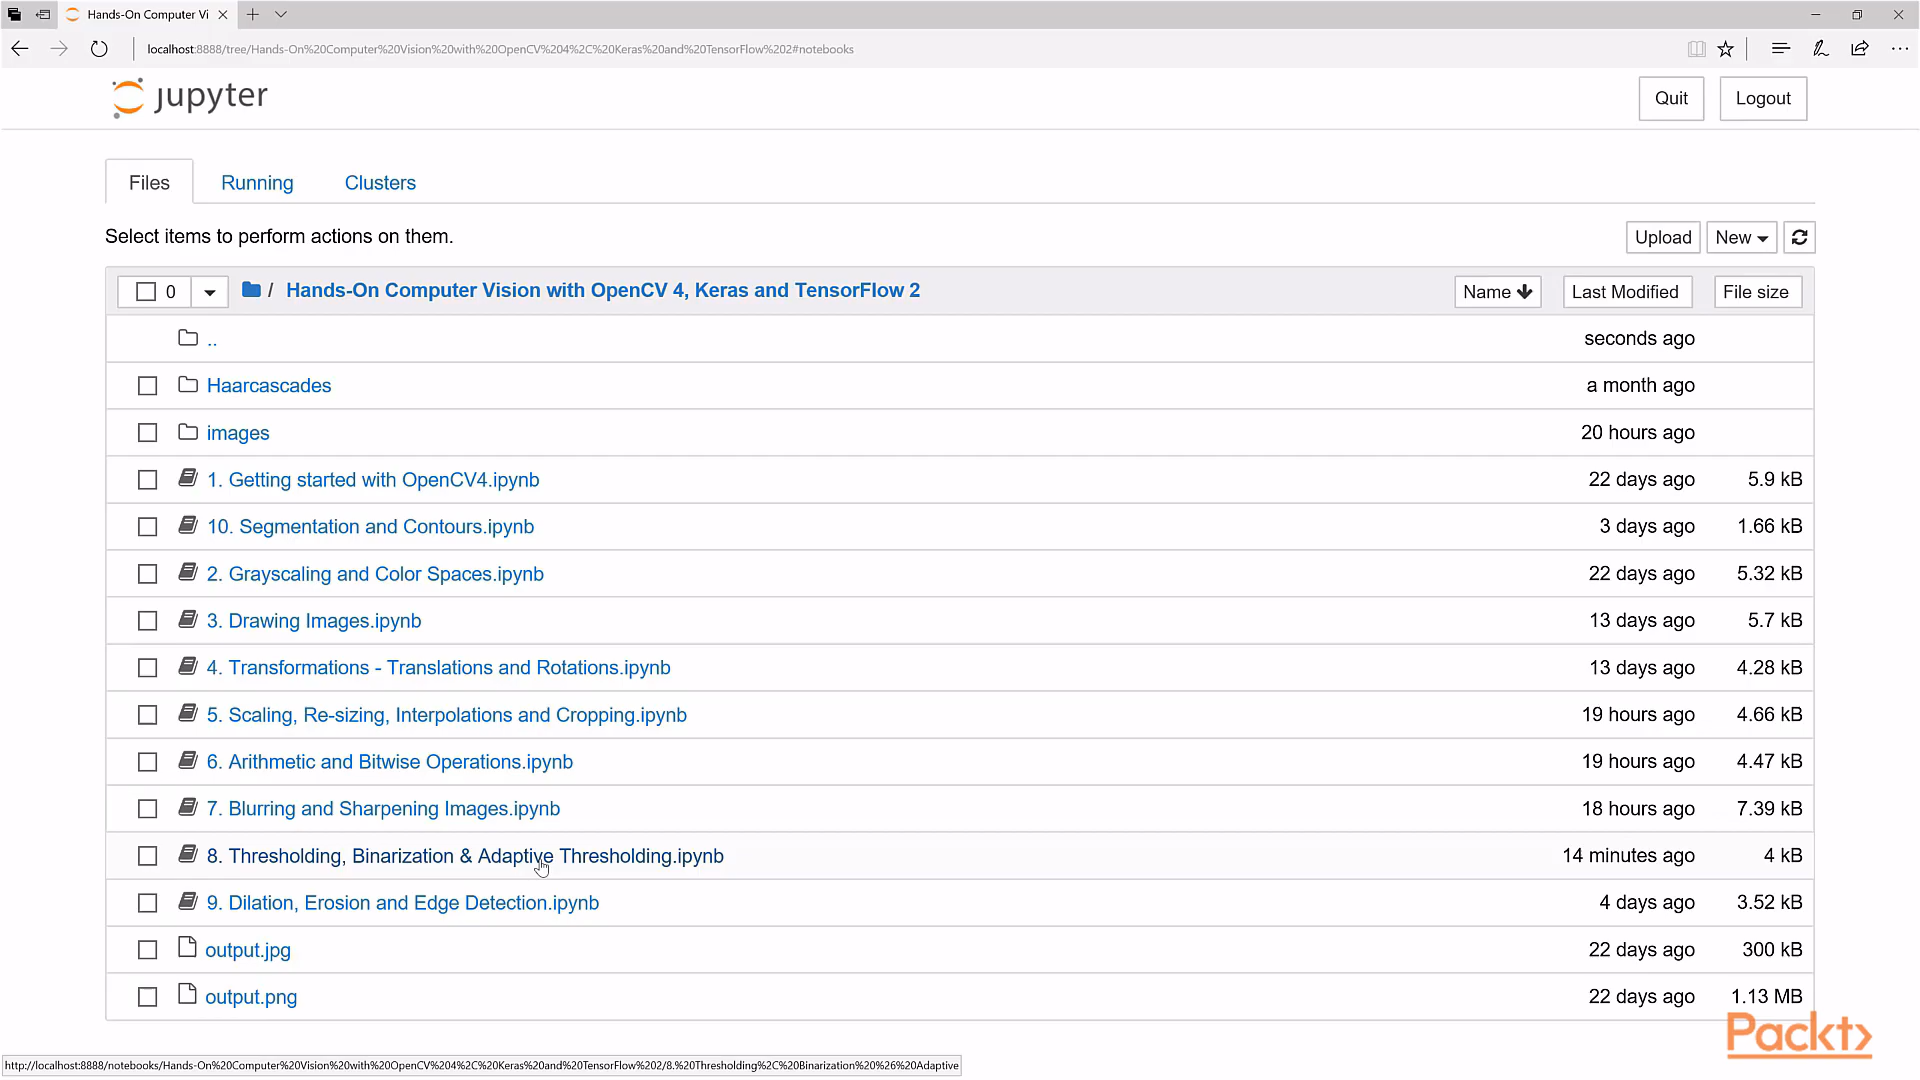 Hands-On Computer Vi
localhost:8888/tree/Hands-On%20Computer%20Vision%20with%20OpenCV%204%2C%20Keras%20and%20TensorFlow%202#notebooks
jupyter
Quit
Logout
Files
Running
Clusters
Select items to perform actions on them.
Upload
New
0
/
Hands-On Computer Vision with OpenCV 4, Keras and TensorFlow 2
Name
Last Modified
File size
.. seconds ago
Haarcascades a month ago
images 20 hours ago
1. Getting started with OpenCV4.ipynb 22 days ago 5.9 kB
10. Segmentation and Contours.ipynb 3 days ago 1.66 kB
2. Grayscaling and Color Spaces.ipynb 22 days ago 5.32 kB
3. Drawing Images.ipynb 13 days ago 5.7 kB
4. Transformations - Translations and Rotations.ipynb 13 days ago 4.28 kB
5. Scaling, Re-sizing, Interpolations and Cropping.ipynb 19 hours ago 4.66 kB
6. Arithmetic and Bitwise Operations.ipynb 19 hours ago 4.47 kB
7. Blurring and Sharpening Images.ipynb 18 hours ago 7.39 kB
8. Thresholding, Binarization & Adaptive Thresholding.ipynb 14 minutes ago 4 kB
9. Dilation, Erosion and Edge Detection.ipynb 4 days ago 3.52 kB
output.jpg 22 days ago 300 kB
output.png 22 days ago 1.13 MB
Packt>
http://localhost:8888/notebooks/Hands-On%20Computer%20Vision%20with%20OpenCV%204%2C%20Keras%20and%20TensorFlow%202/8.%20Thresholding%2C%20Binarization%20%26%20Adaptive